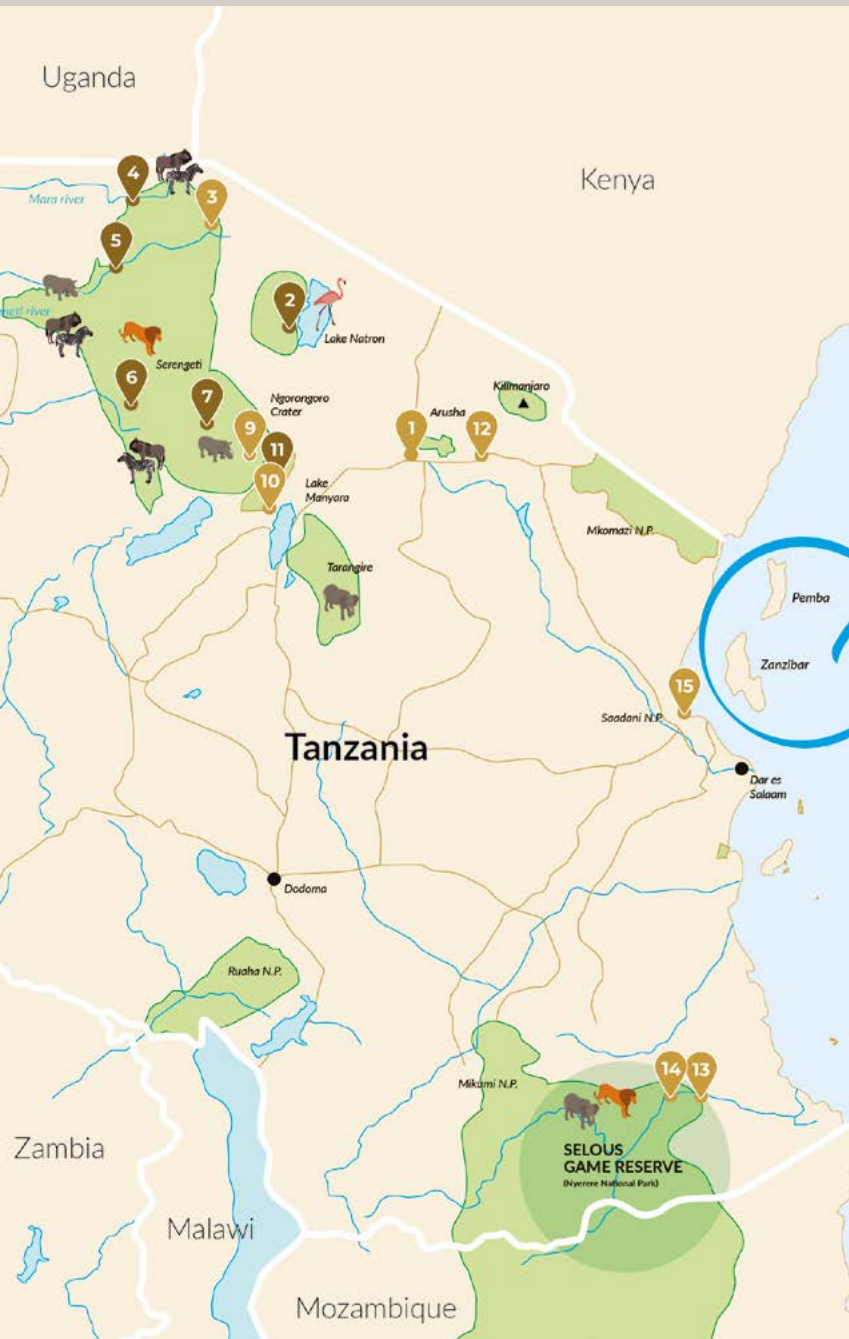 Uganda
Kenya
4
3
Mara river
5
2
neti river
Lake Natron
Serengeti
6
7
Ngorongoro
Crater
Kilimanjaro
Arusha
9
1
12
11
10
Lake
Manyara
Mkomazi N.P.
Tarangire
Pemba
Zanzibar
15
Saadani N.P.
Tanzania
Dar es
Salaam
Dodoma
Ruaha N.P.
14
13
Mikumi N.P.
SELOUS
GAME RESERVE
(Nyerere National Park)
Zambia
Malawi
Mozambique